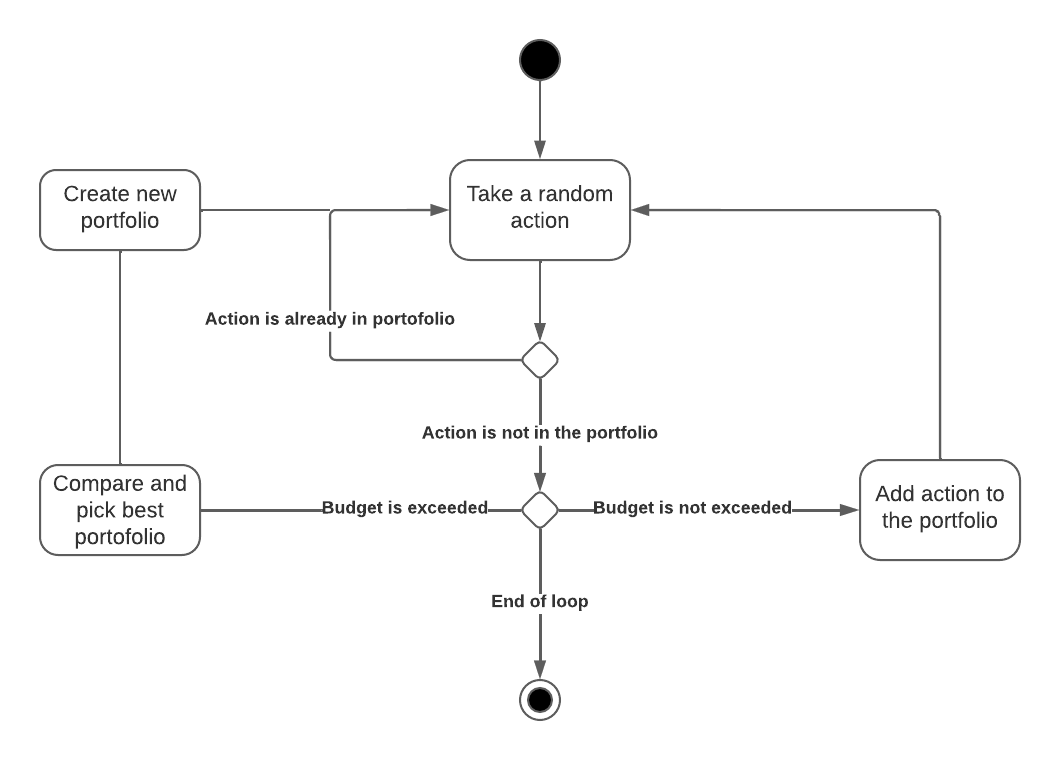 Take a random
action
Create new
portfolio
Action is already in portofolio
Action is not in the portfolio
Compare and
pick best
portofolio
Budget is exceeded
Budget is not exceeded
Add action to
the portfolio
End of loop